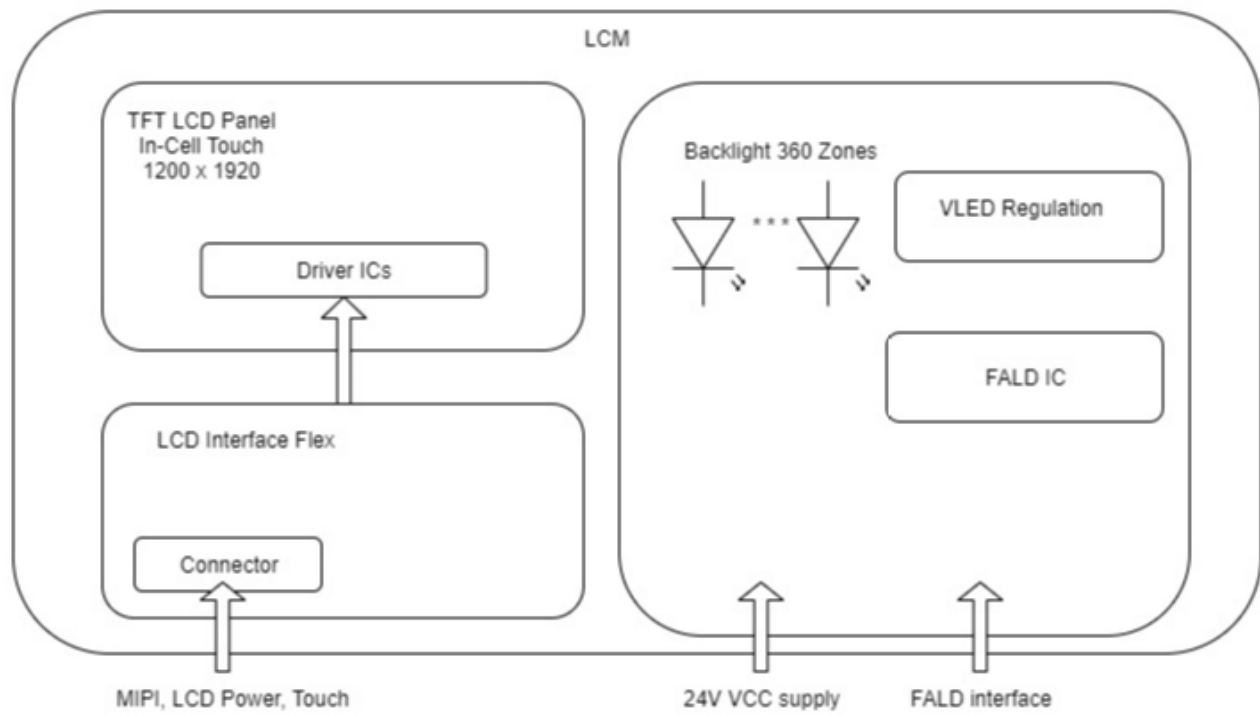 LCM
TFT LCD Panel
In-Cell Touch
1200 x 1920
Driver ICs
LCD Interface Flex
Connector
Backlight 360 Zones
* * *
VLED Regulation
FALD IC
MIPI, LCD Power, Touch
24V VCC supply
FALD interface